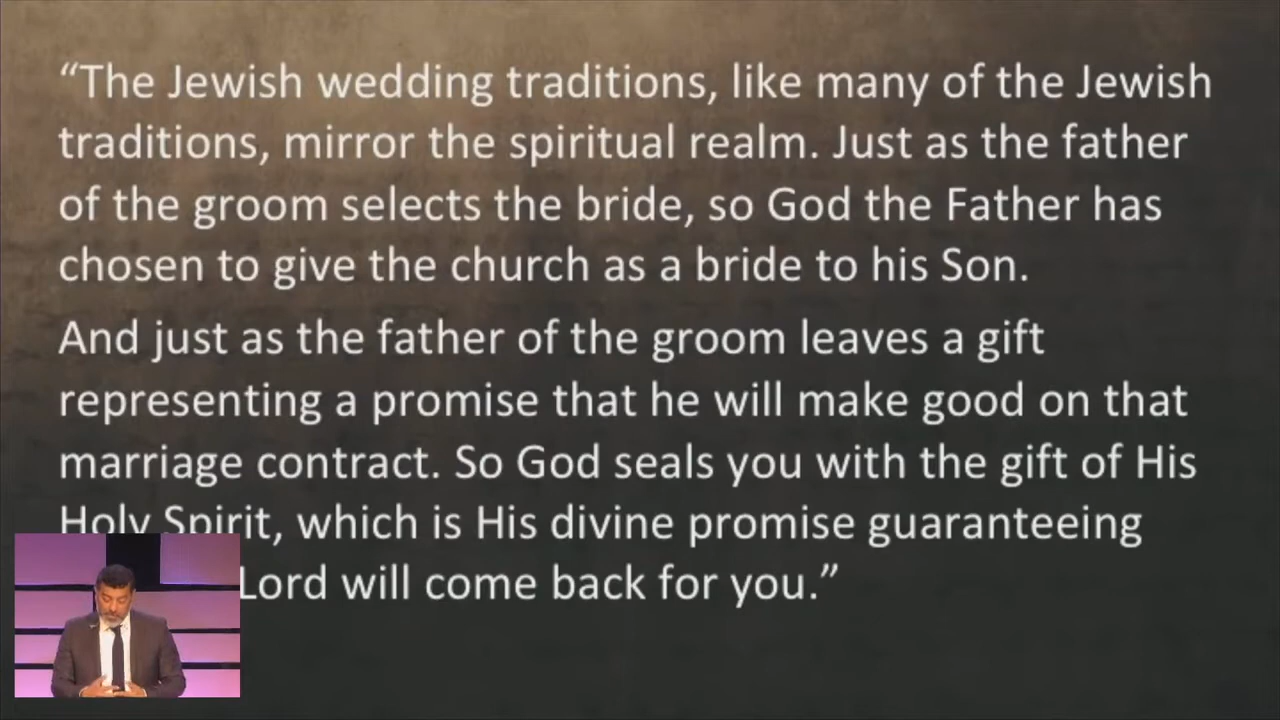 “The Jewish wedding traditions, like many of the Jewish
traditions, mirror the spiritual realm. Just as the father
of the groom selects the bride, so God the Father has
chosen to give the church as a bride to his Son.
And just as the father of the groom leaves a gift
representing a promise that he will make good on that
marriage contract. So God seals you with the gift of His
Holy Spirit, which is His divine promise guaranteeing
Lord will come back for you.”